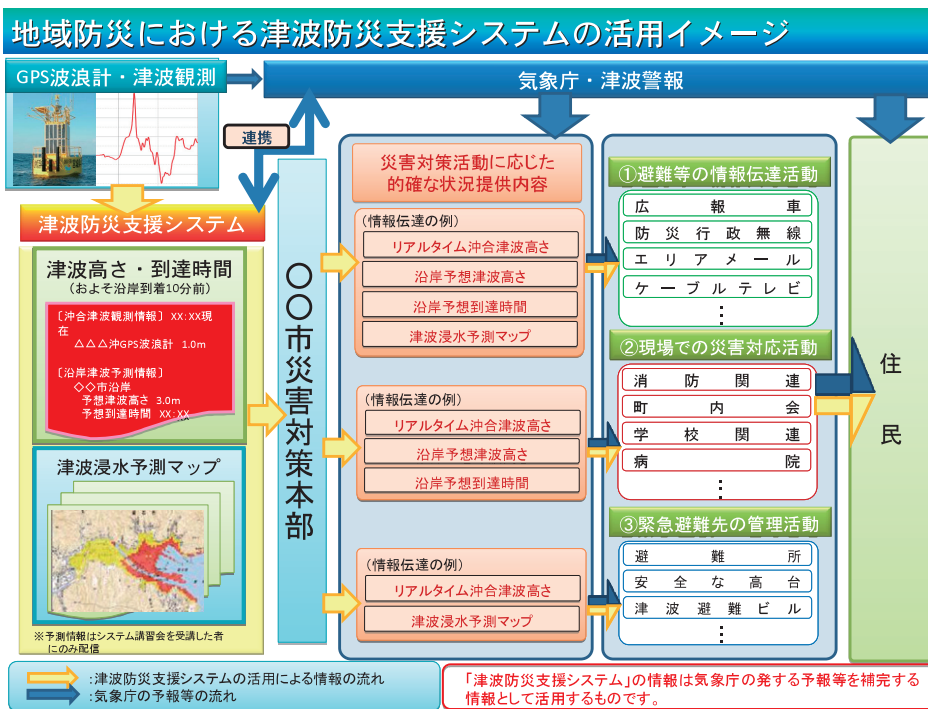 地域防災における津波防災支援システムの活用イメージ
GPS波浪計・津波観測
気象庁・津波警報
連携
津波防災支援システム
津波高さ・到達時間
(おおよそ沿岸到着10分前)
〔沖合津波観測情報〕 XX:XX現
在
△△△沖GPS波浪計 1.0m
〔沿岸津波予測情報〕
◇◇市沿岸
予想津波高さ 3.0m
予想到達時間 XX:XX
津波浸水予測マップ
※予測情報はシステム講習会を受講した者
にのみ配信
〇〇市災害対策本部
災害対策活動に応じた
的確な状況提供内容
(情報伝達の例)
リアルタイム沖合津波高さ
沿岸予想津波高さ
沿岸予想到達時間
津波浸水予測マップ
(情報伝達の例)
リアルタイム沖合津波高さ
沿岸予想津波高さ
沿岸予想到達時間
(情報伝達の例)
リアルタイム沖合津波高さ
津波浸水予測マップ
①避難等の情報伝達活動
広報車
防災行政無線
エリアメール
ケーブルテレビ
：
②現場での災害対応活動
消防関連
町内会
学校関連
病院
：
③緊急避難先の管理活動
避難所
安全な高台
津波避難ビル
：
住民
:津波防災支援システムの活用による情報の流れ
:気象庁の予報等の流れ
「津波防災支援システム」の情報は気象庁の発する予報等を補完する
情報として活用するものです。